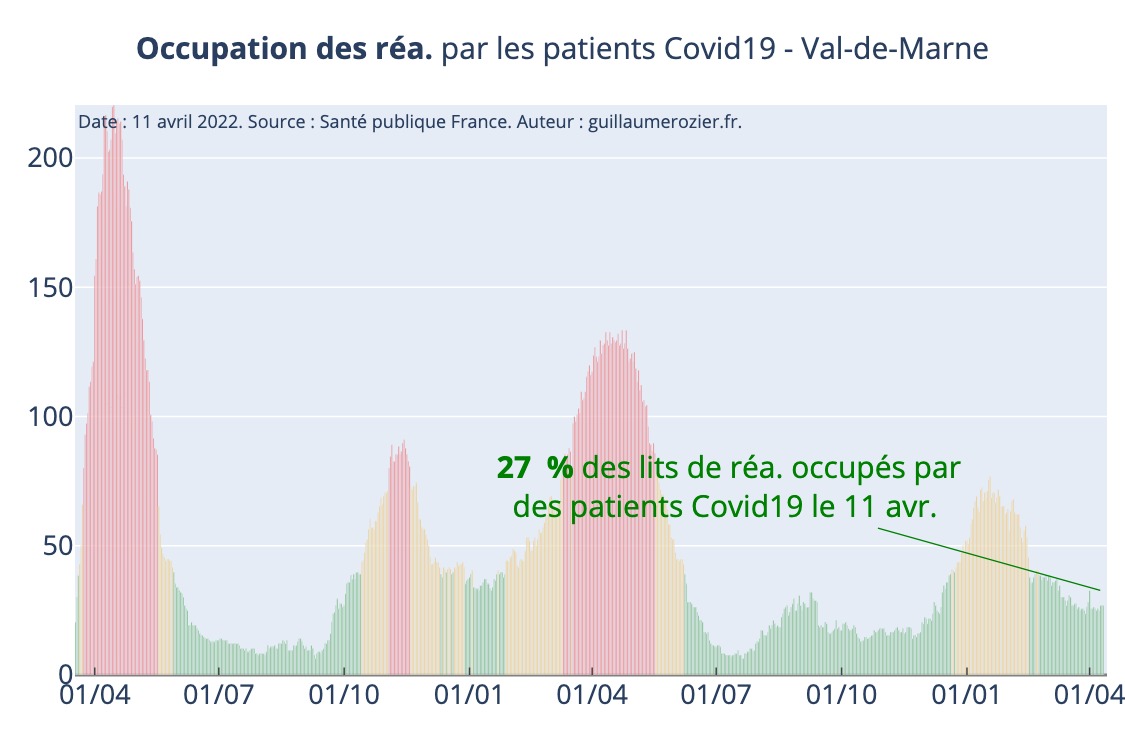 Occupation des réa. par les patients Covid19 - Val-de-Marne
Date : 11 avril 2022. Source : Santé publique France. Auteur : guillaumerozier.fr.
200
150
100
50
0
27 % des lits de réa. occupés par
des patients Covid19 le 11 avr.
01/04 01/07 01/10 01/01 01/04 01/07 01/10 01/01 01/04